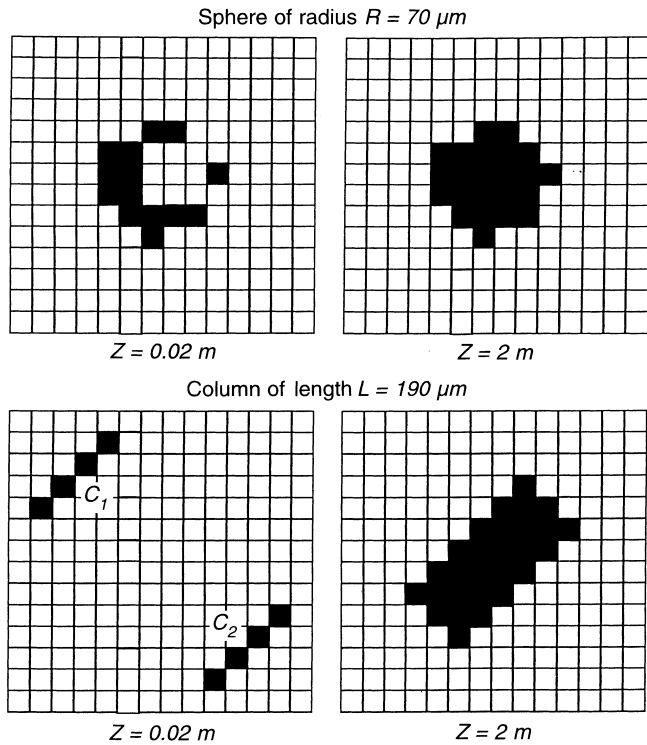 Sphere of radius R = 70 µm
Z = 0.02 m
Z = 2 m
Column of length L = 190 µm
C₁
C₂
Z = 0.02 m
Z = 2 m